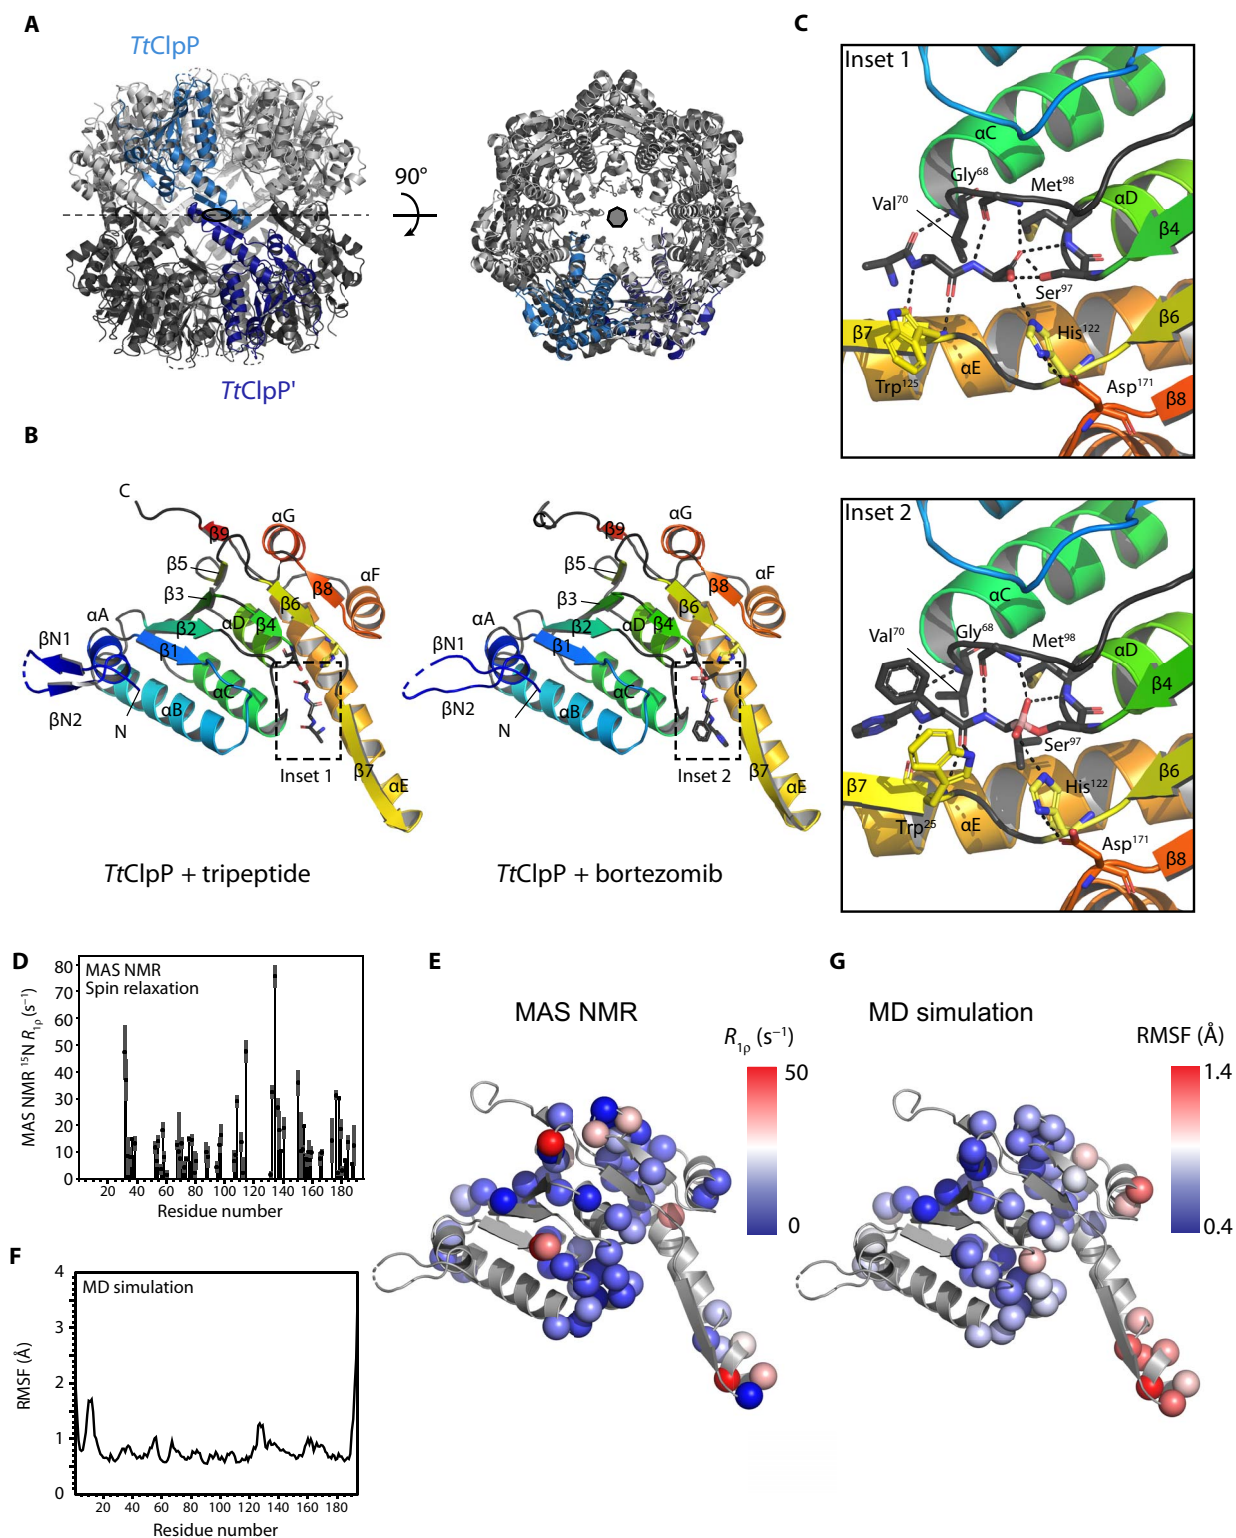 A
TtClpP
90°
TtClpP'
C
Inset 1
αC
Gly⁶⁸
Met⁹⁸
Val⁷⁰
αD
β4
Ser⁹⁷
β6
β7
His¹²²
αE
Trp¹²⁵
Asp¹⁷¹
β8
Inset 2
αC
Val⁷⁰
Gly⁶⁸
Met⁹⁸
αD
β4
Ser⁹⁷
β6
β7
His¹²²
Trp²⁵
αE
Asp¹⁷¹
β8
B
C
β9
αG
β5
αF
β3
β8
β6
αA
αD
β4
βN1
β2
β1
αC
βN2
αB
N
Inset 1
β7
αE
TtClpP + tripeptide
β9
αG
β5
αF
β3
β8
β6
αA
β2
αD
β4
βN1
β1
αC
βN2
αB
N
Inset 2
β7
αE
TtClpP + bortezomib
D
MAS NMR
Spin relaxation
MAS NMR ¹⁵N R₁ρ (s⁻¹)
80
70
60
50
40
30
20
10
0
20 40 60 80 100 120 140 160 180
Residue number
E
MAS NMR
R₁ρ (s⁻¹)
50
0
G
MD simulation
RMSF (Å)
1.4
0.4
F
MD simulation
RMSF (Å)
4
3
2
1
0
20 40 60 80 100 120 140 160 180
Residue number